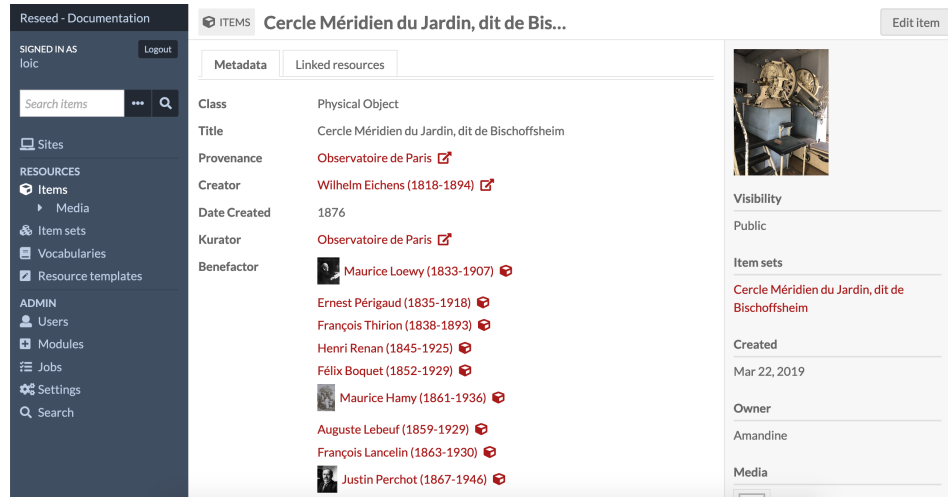 Reseed - Documentation
SIGNED IN AS
Logout
loic
Search items
Sites
RESOURCES
Items
Media
Item sets
Vocabularies
Resource templates
ADMIN
Users
Modules
Jobs
Settings
Search
ITEMS Cercle Méridien du Jardin, dit de Bis...
Edit item
Metadata Linked resources
Class Physical Object
Title Cercle Méridien du Jardin, dit de Bischoffsheim
Provenance Observatoire de Paris
Creator Wilhelm Eichens (1818-1894)
Date Created 1876
Kurator Observatoire de Paris
Benefactor Maurice Loewy (1833-1907)
Ernest Périgaud (1835-1918)
François Thirion (1838-1893)
Henri Renan (1845-1925)
Félix Boquet (1852-1929)
Maurice Hamy (1861-1936)
Auguste Lebeuf (1859-1929)
François Lancelin (1863-1930)
Justin Perchot (1867-1946)
Visibility
Public
Item sets
Cercle Méridien du Jardin, dit de
Bischoffsheim
Created
Mar 22, 2019
Owner
Amandine
Media